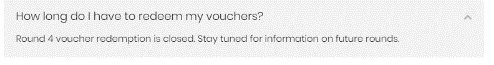 How long do I have to redeem my vouchers?
Round 4 voucher redemption is closed. Stay tuned for information on future rounds.